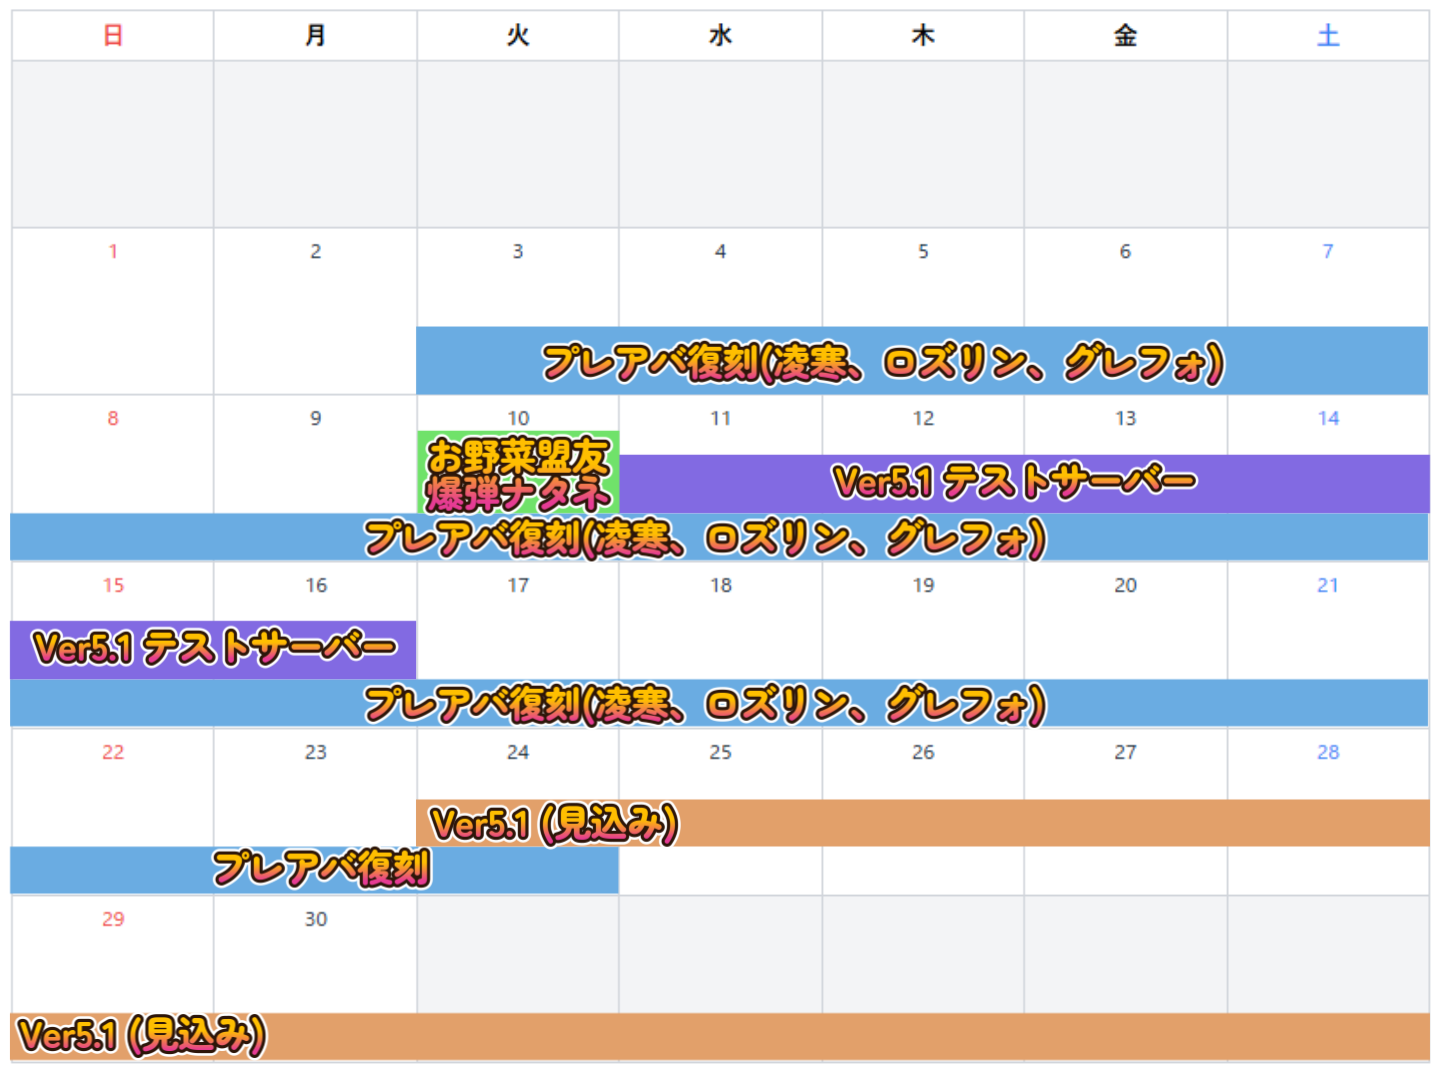 日 月 火 水 木 金 土
1 2 3 4 5 6 7
プレアバ復刻(凌寒、ロズリン、グレフォ)
8 9 10 11 12 13 14
お野菜盟友
爆弾ナタネ
Ver5.1 テストサーバー
プレアバ復刻(凌寒、ロズリン、グレフォ)
15 16 17 18 19 20 21
Ver5.1 テストサーバー
プレアバ復刻(凌寒、ロズリン、グレフォ)
22 23 24 25 26 27 28
Ver5.1 (見込み)
プレアバ復刻
29 30
Ver5.1 (見込み)